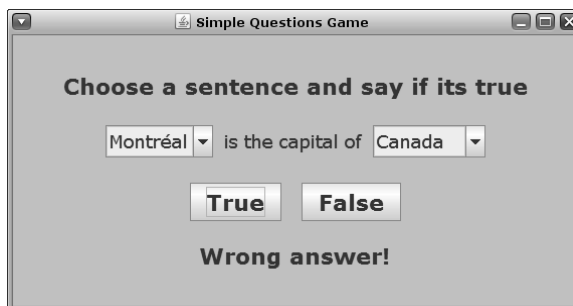 Simple Questions Game
Choose a sentence and say if its true
Montréal is the capital of Canada
True False
Wrong answer!